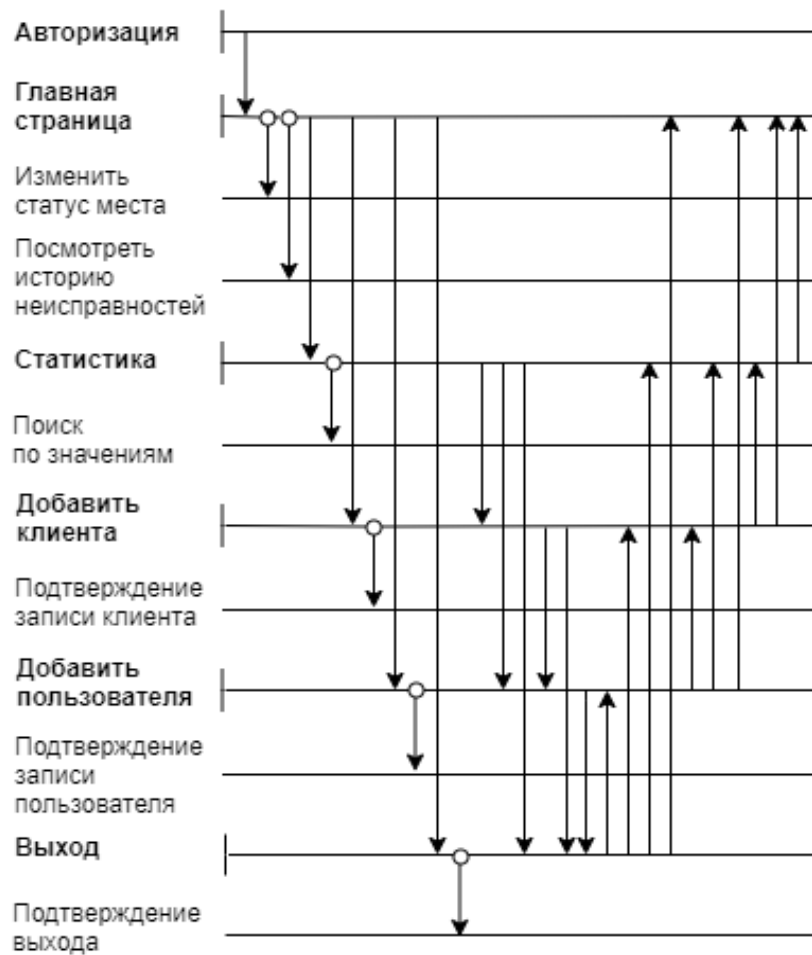 Авторизация
Главная
страница
Изменить
статус места
Посмотреть
историю
неисправностей
Статистика
Поиск
по значениям
Добавить
клиента
Подтверждение
записи клиента
Добавить
пользователя
Подтверждение
записи
пользователя
Выход
Подтверждение
выхода